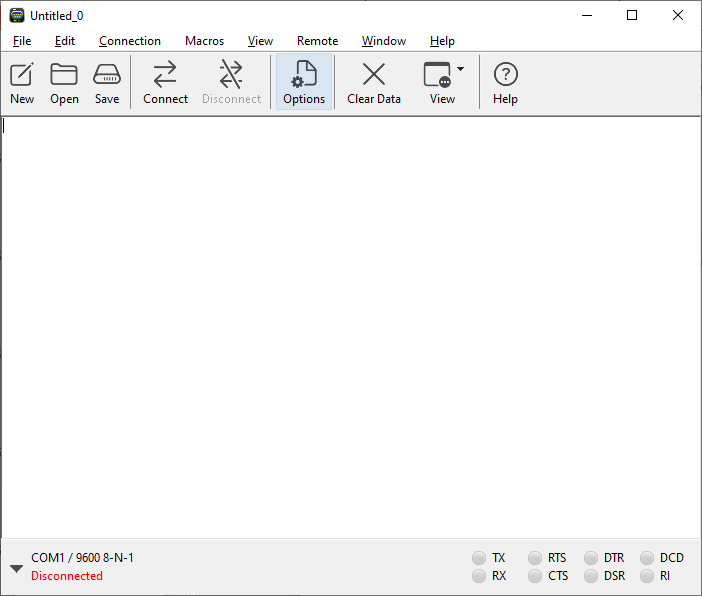 Untitled_0
File Edit Connection Macros View Remote Window Help
New Open Save Connect Disconnect Options Clear Data View Help
COM1 / 9600 8-N-1 TX RTS DTR DCD
Disconnected RX CTS DSR RI